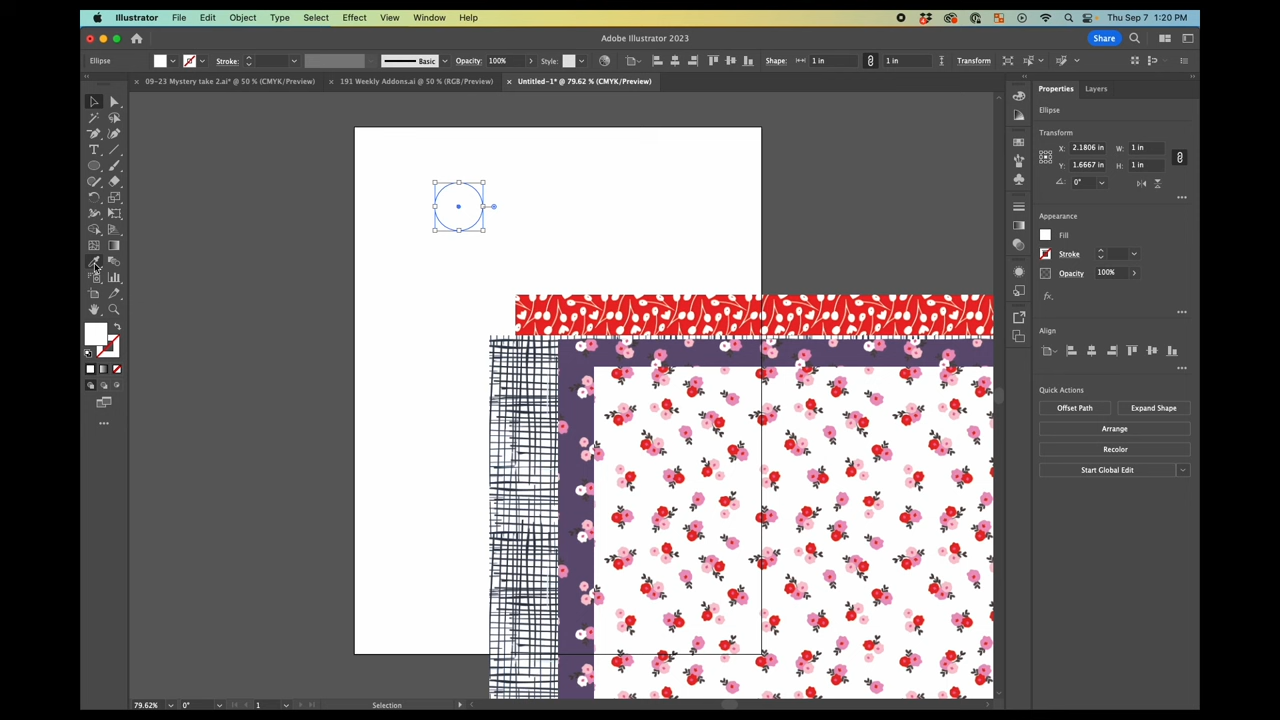 Illustrator File Edit Object Type Select Effect View Window Help Thu Sep 7 1:20 PM
Adobe Illustrator 2023 Share
Ellipse Stroke: Basic Opacity: 100% Style: Shape: 1 in 1 in Transform
× 09-23 Mystery take 2.ai* @ 50 % (CMYK/Preview) × 191 Weekly Addons.ai @ 50 % (RGB/Preview) × Untitled-1* @ 79.62 % (CMYK/Preview)
Properties Layers
Ellipse
Transform
X: 2.1806 in W: 1 in
Y: 1.6667 in H: 1 in
0°
Appearance
Fill
Stroke
Opacity 100%
fx.
Align
Quick Actions
Offset Path Expand Shape
Arrange
Recolor
Start Global Edit
79.62% 0° 1 Selection